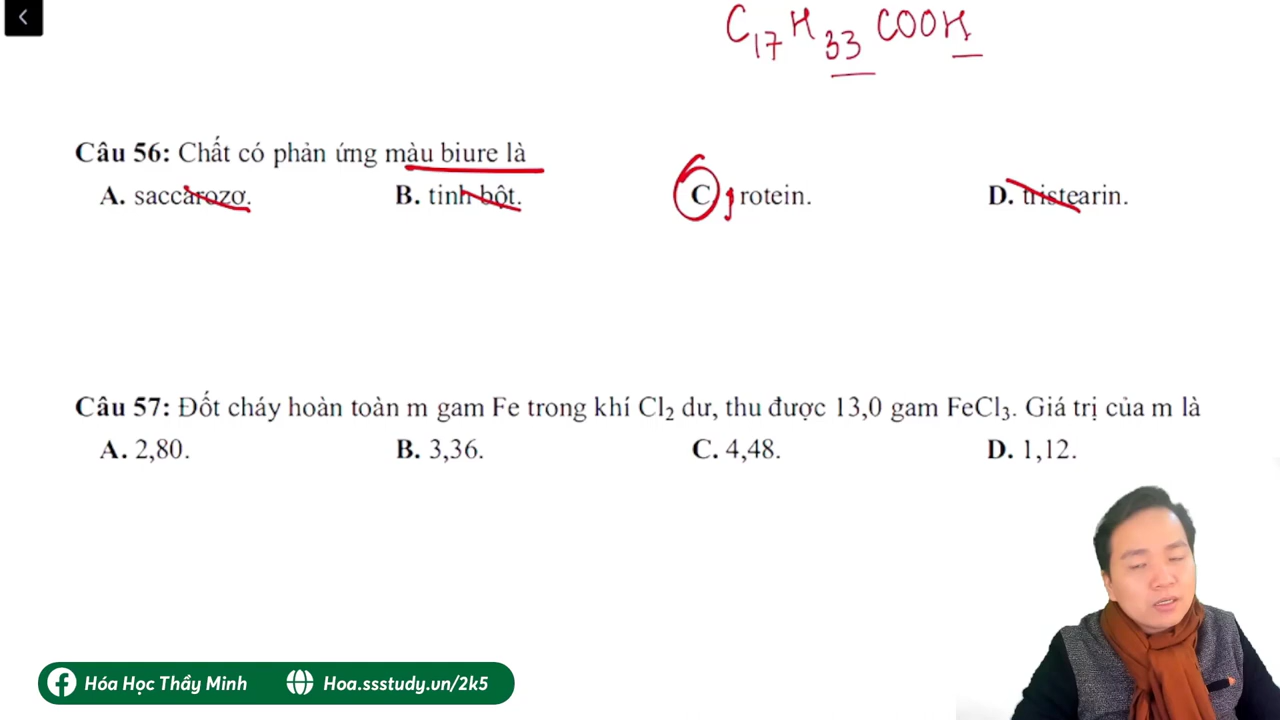 C17H33COOH
Câu 56: Chất có phản ứng màu biure là
A. saccarozơ. B. tinh bột. C. protein. D. tristearin.
Câu 57: Đốt cháy hoàn toàn m gam Fe trong khí Cl₂ dư, thu được 13,0 gam FeCl₃. Giá trị của m là
A. 2,80. B. 3,36. C. 4,48. D. 1,12.
Hóa Học Thầy Minh Hoa.ssstudy.vn/2k5